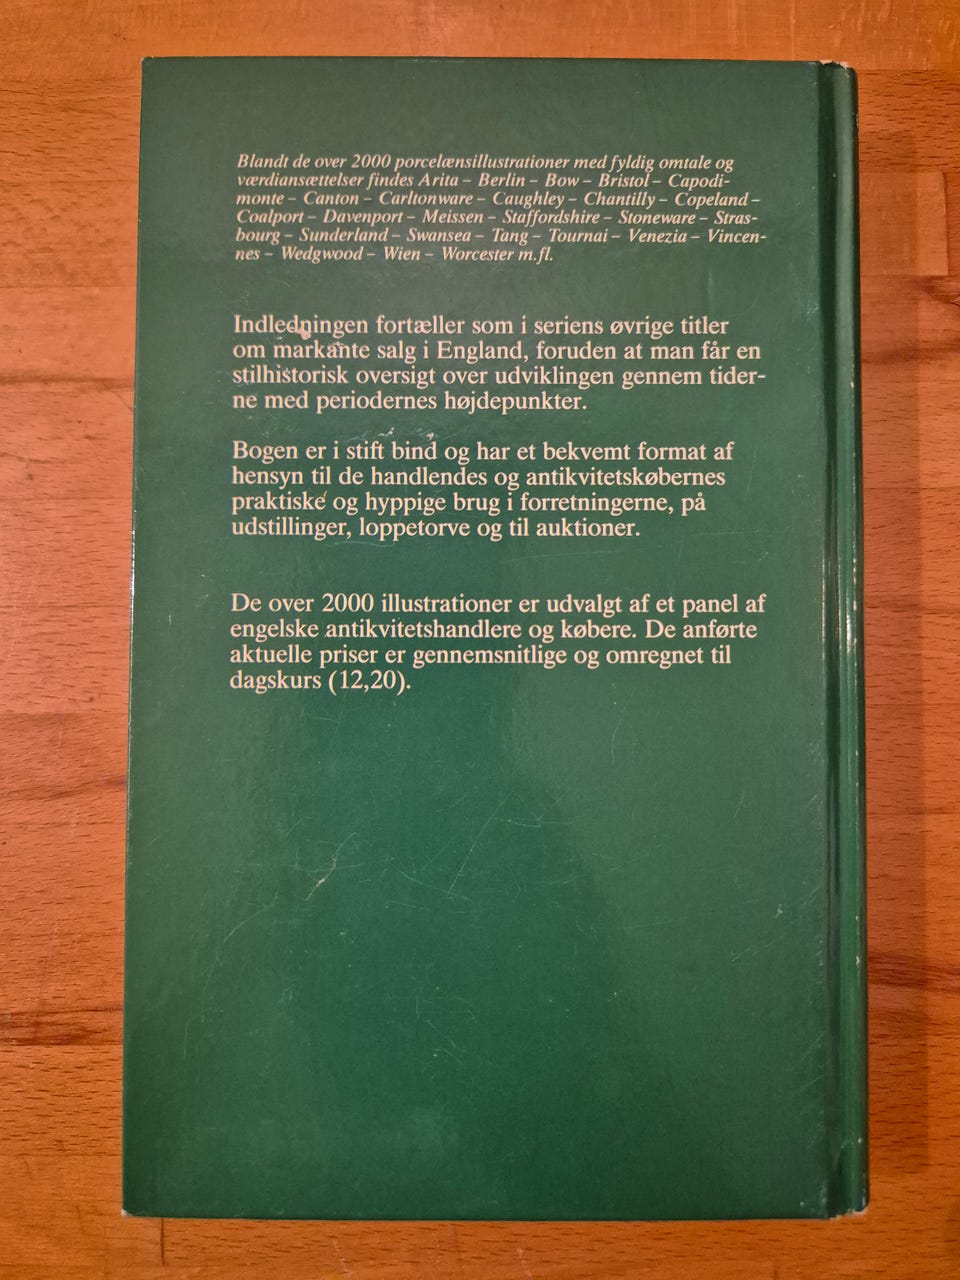 Blandt de over 2000 porcelænsillustrationer med fyldig omtale og
værdiansættelser findes Arita – Berlin – Bow – Bristol – Capodi-
monte – Canton – Carltonware – Caughley – Chantilly – Copeland –
Coalport – Davenport – Meissen – Staffordshire – Stoneware – Stras-
bourg – Sunderland – Swansea – Tang – Tournai – Venezia – Vincen-
nes – Wedgwood – Wien – Worcester m.fl.
Indledningen fortæller som i seriens øvrige titler
om markante salg i England, foruden at man får en
stilhistorisk oversigt over udviklingen gennem tider-
ne med periodernes højdepunkter.
Bogen er i stift bind og har et bekvemt format af
hensyn til de handlendes og antikvitetskøbernes
praktiske og hyppige brug i forretningerne, på
udstillinger, loppetorve og til auktioner.
De over 2000 illustrationer er udvalgt af et panel af
engelske antikvitetshandlere og købere. De anførte
aktuelle priser er gennemsnitlige og omregnet til
dagskurs (12,20).